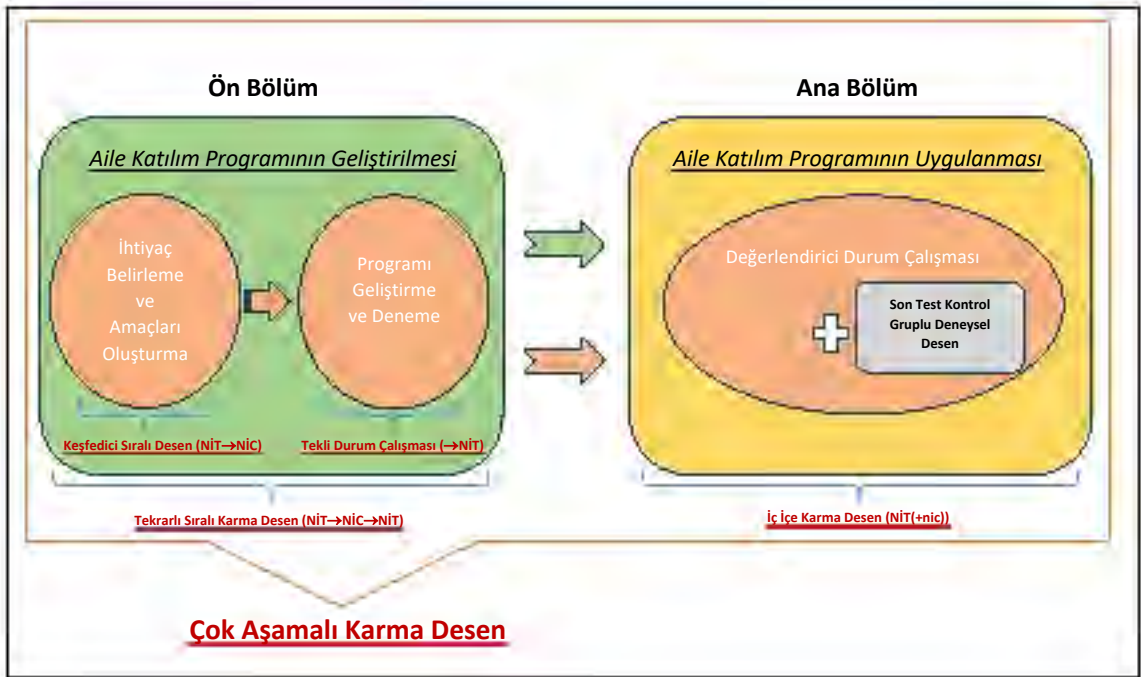 Ön Bölüm
Aile Katılım Programının Geliştirilmesi
İhtiyaç
Belirleme
ve
Amaçları
Oluşturma
Programı
Geliştirme
ve Deneme
Keşfedici Sıralı Desen (NİT→NİC)
Tekli Durum Çalışması (→NİT)
Tekrarlı Sıralı Karma Desen (NİT→NİC→NİT)
Ana Bölüm
Aile Katılım Programının Uygulanması
Değerlendirici Durum Çalışması
Son Test Kontrol
Gruplu Deneysel
Desen
İç İçe Karma Desen (NİT(+nic))
Çok Aşamalı Karma Desen